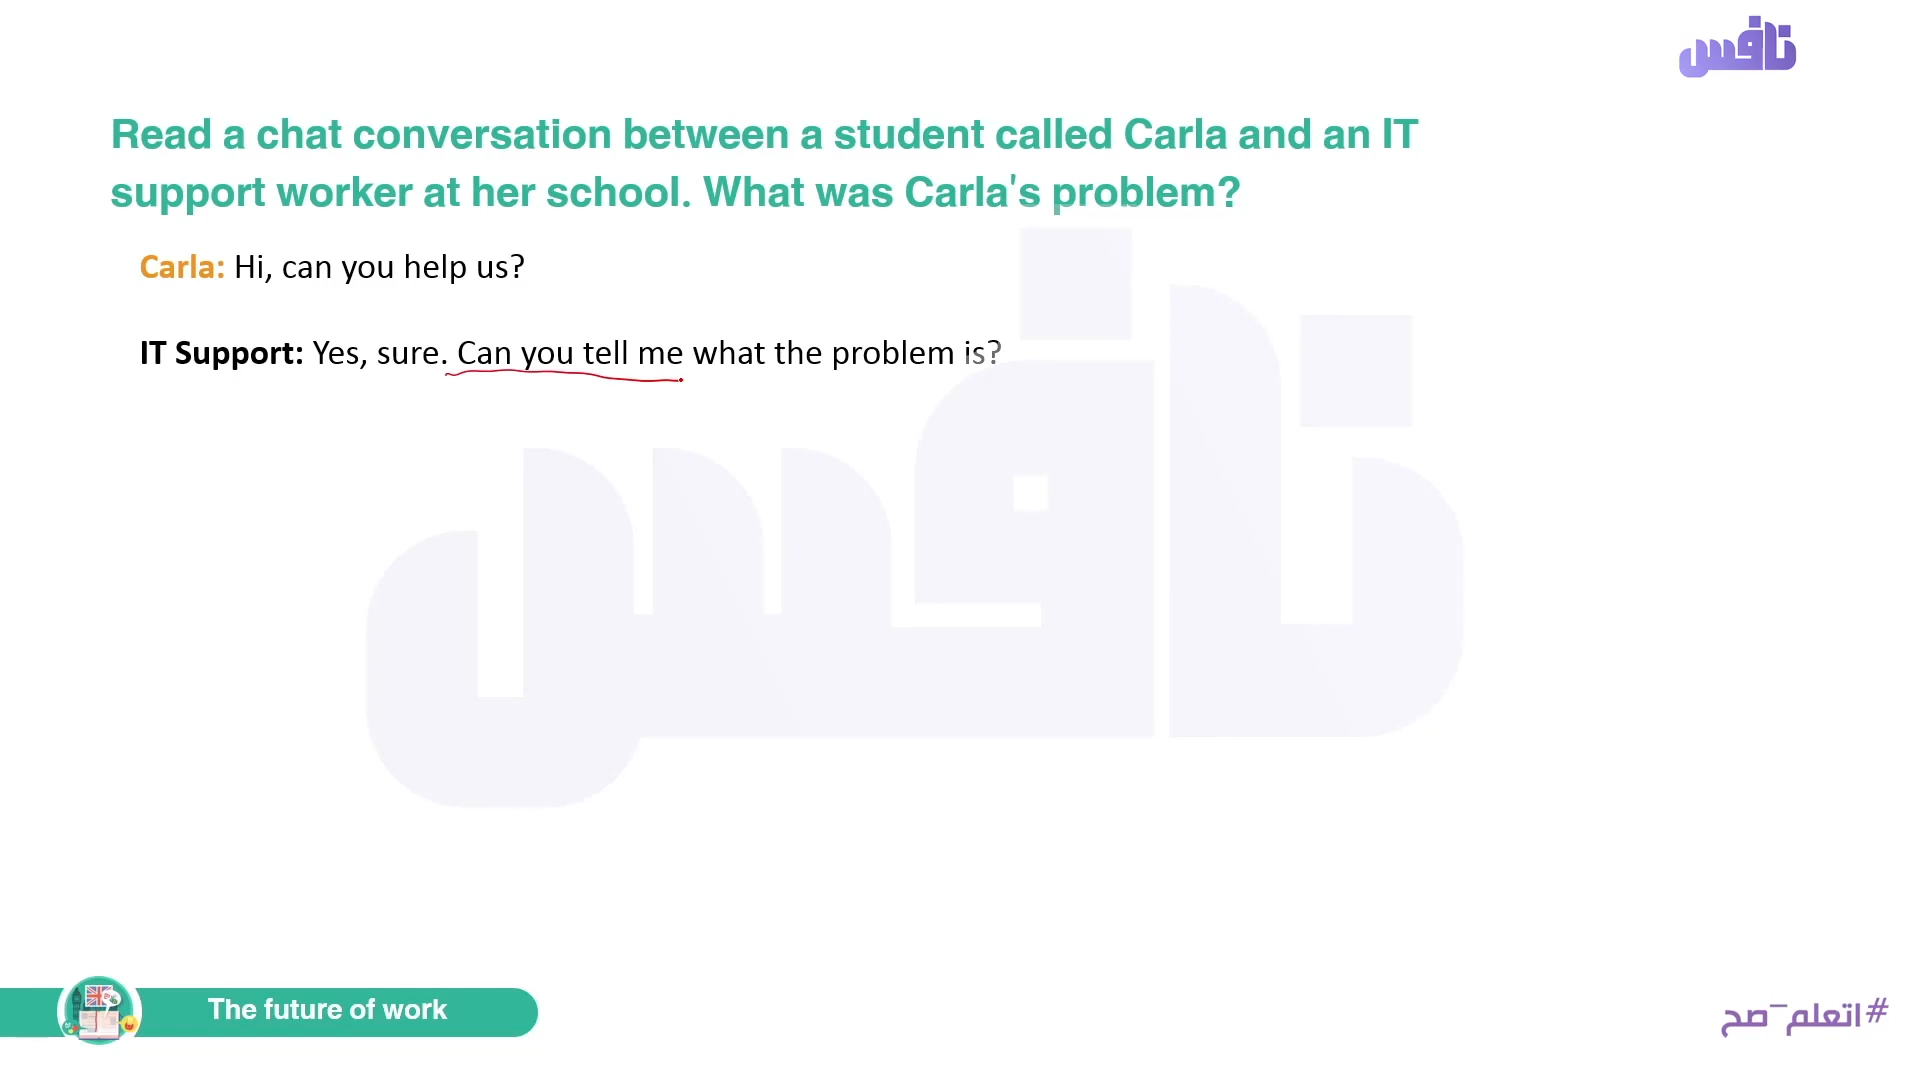 نافس
Read a chat conversation between a student called Carla and an IT
support worker at her school. What was Carla's problem?
Carla: Hi, can you help us?
IT Support: Yes, sure. Can you tell me what the problem is?
نافس
The future of work
#اتعلم_صح